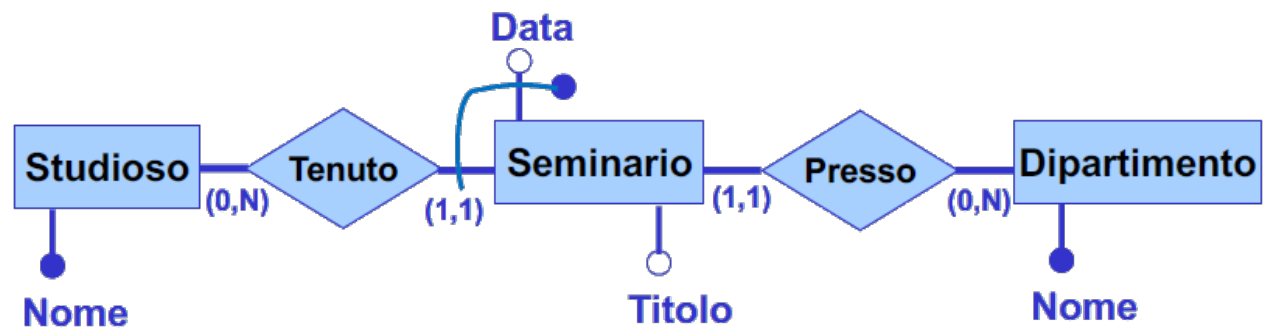 Data
Studioso
Tenuto
Seminario
Presso
Dipartimento
(0,N)
(1,1)
(1,1)
(0,N)
Nome
Titolo
Nome